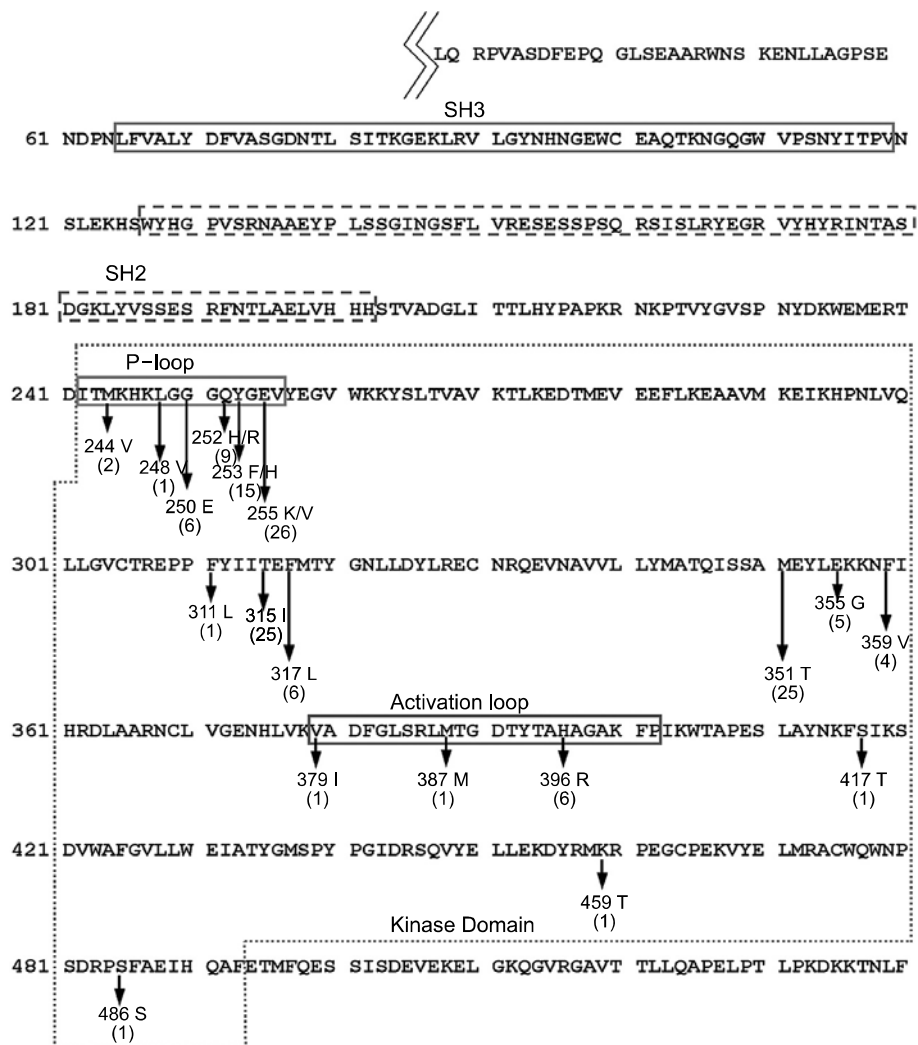 LQ RPVASDFEPQ GLSEAARWNS KENLLAGPSE
SH3
61 NDPNLFVALY DFVASGDNTL SITKGEKLRV LGYNHNGEWC EAQTKNGQGW VPSNYITPVN
121 SLEKHSWYHG PVSRNAAEYP LSSGINGSFL VRESESSPSQ RSISLRYEGR VYHYRINTAS
SH2
181 DGKLYVSSES RFNTLAELVH HHSTVADGLI TTLHYPAPKR NKPTVYGVSP NYDKWEMERT
P-loop
241 DITMKHKLGG GQYGEVYEGV WKKYSLTVAV KTLKEDTMEV EEFLKEAAVM KEIKHPNLVQ
244 V (2)
248 V (1)
250 E (6)
252 H/R (9)
253 F/H (15)
255 K/V (26)
301 LLGVCTREPP FYIITEFMTY GNLLDYLREC NRQEVNAVVL LYMATQISSA MEYLEKKNFI
311 L (1)
315 I (25)
317 L (6)
351 T (25)
355 G (5)
359 V (4)
Activation loop
361 HRDLAARNCL VGENHLVKVA DFGLSRLMTG DTYTAHAGAK FPIKWTAPES LAYNKFSIKS
379 I (1)
387 M (1)
396 R (6)
417 T (1)
421 DVWAFGVLLW EIATYGMSPY PGIDRSQVYE LLEKDYRMKR PEGCPEKVYE LMRACWQWNP
459 T (1)
Kinase Domain
481 SDRPSFAEIH QAFETMFQES SISDEVEKEL GKQGVRGAVT TLLQAPELPT LPKDKKTNLF
486 S (1)